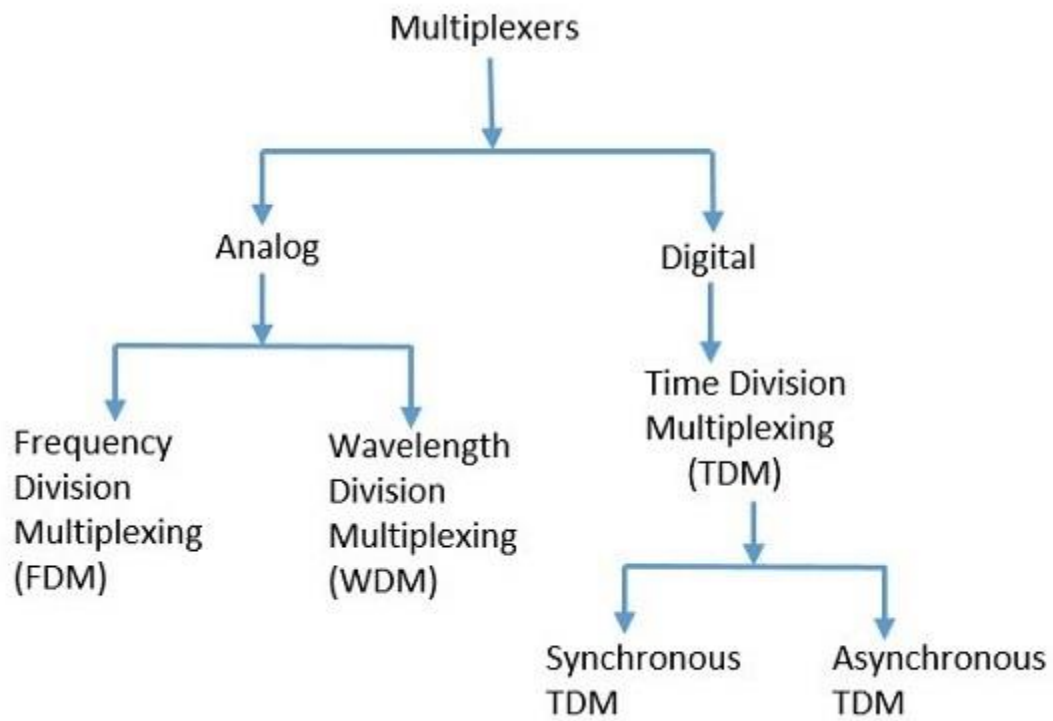 Multiplexers
Analog
Digital
Frequency
Division
Multiplexing
(FDM)
Wavelength
Division
Multiplexing
(WDM)
Time Division
Multiplexing
(TDM)
Synchronous
TDM
Asynchronous
TDM